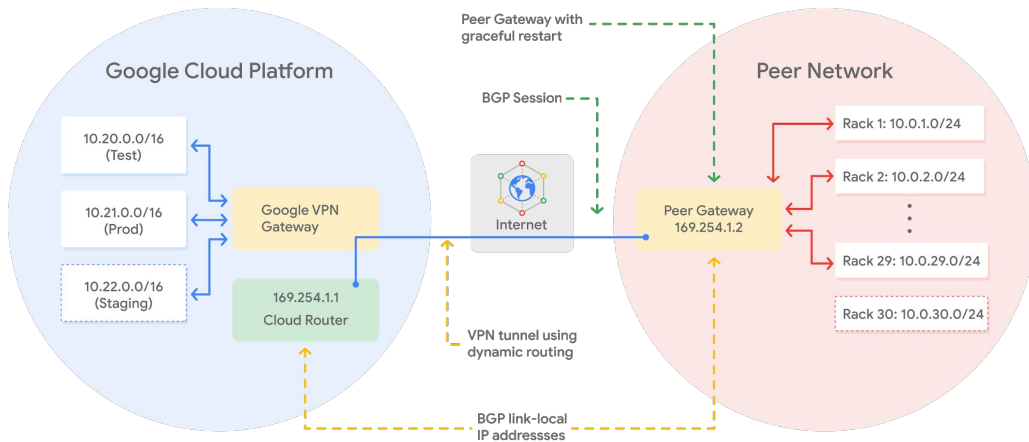 Peer Gateway with
graceful restart
Google Cloud Platform
Peer Network
BGP Session
10.20.0.0/16
(Test)
10.21.0.0/16
(Prod)
10.22.0.0/16
(Staging)
Google VPN
Gateway
169.254.1.1
Cloud Router
Internet
Peer Gateway
169.254.1.2
Rack 1: 10.0.1.0/24
Rack 2: 10.0.2.0/24
Rack 29: 10.0.29.0/24
Rack 30: 10.0.30.0/24
VPN tunnel using
dynamic routing
BGP link-local
IP addressses